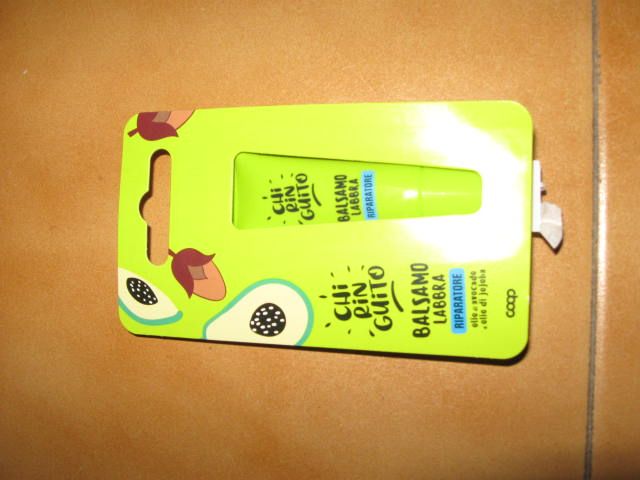 CHI
RIN
GUITO
BALSAMO
LABBRA
RIPARATORE
CHI
RIN
GUITO
BALSAMO
LABBRA
RIPARATORE
olio di avocado
e olio di jojoba
coop